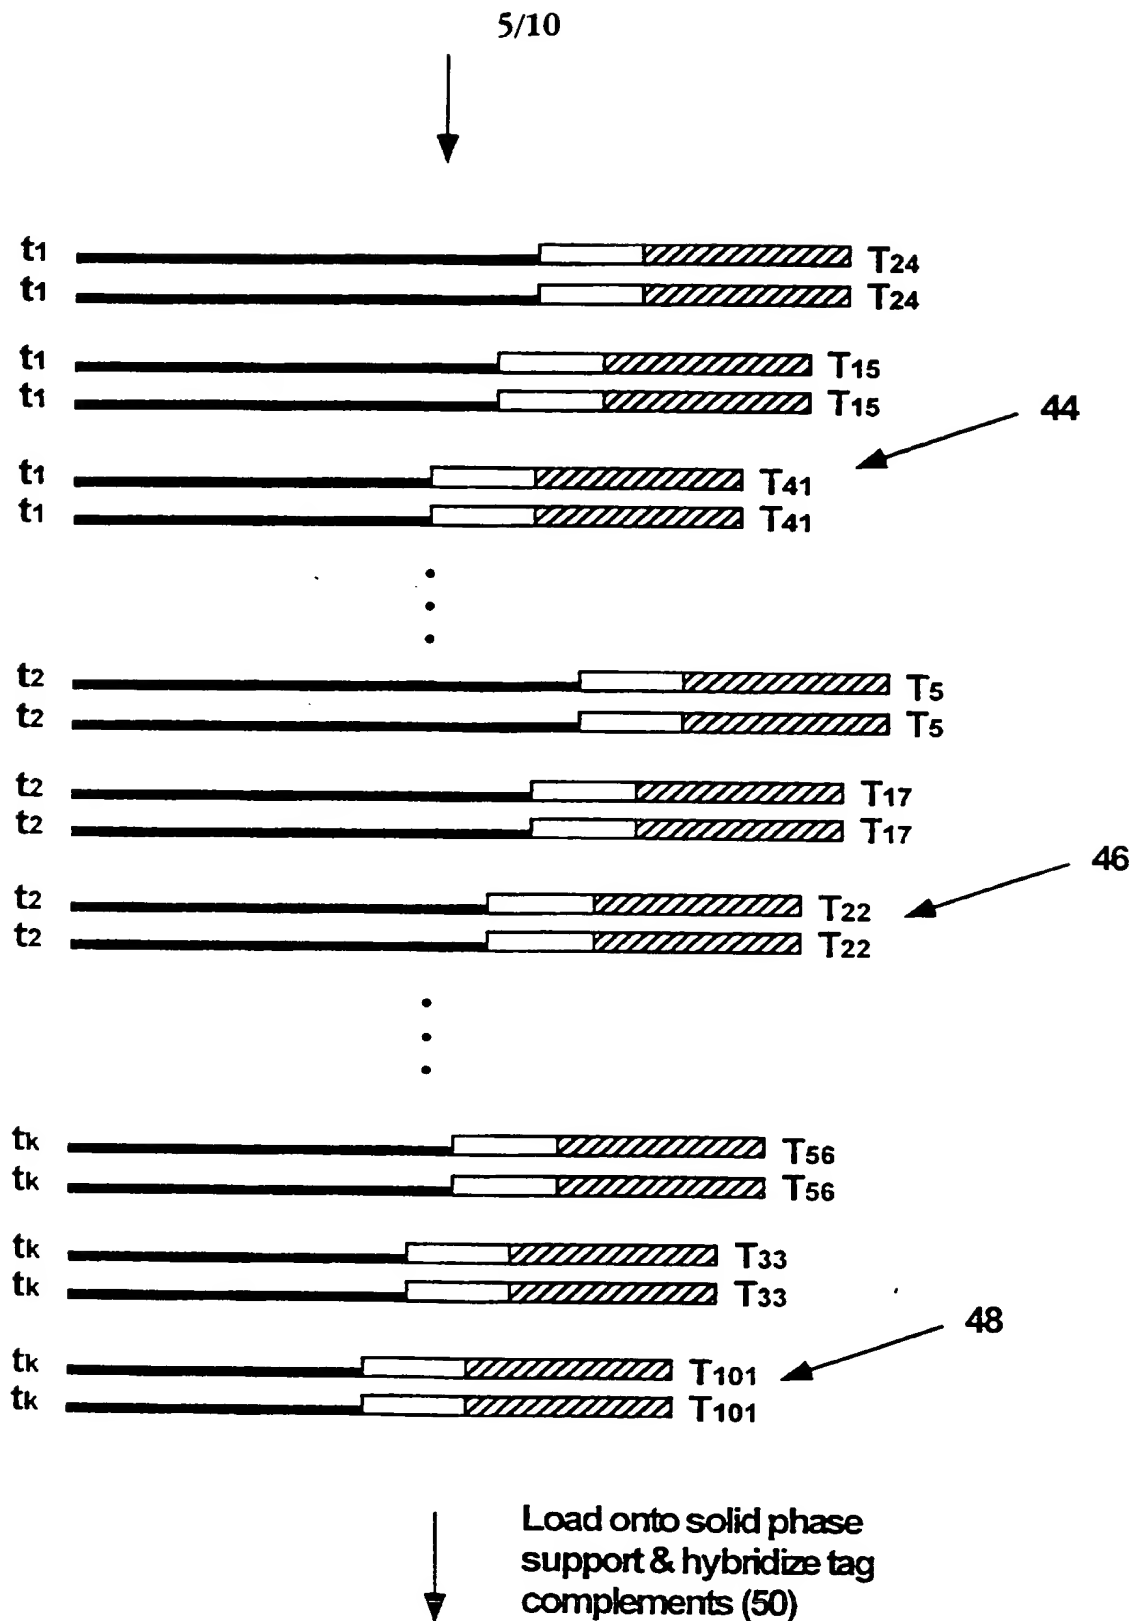 5/10
t1 T24
t1 T24
t1 T15
t1 T15
44
t1 T41
t1 T41
t2 T5
t2 T5
t2 T17
t2 T17
46
t2 T22
t2 T22
tk T56
tk T56
tk T33
tk T33
48
tk T101
tk T101
Load onto solid phase
support & hybridize tag
complements (50)